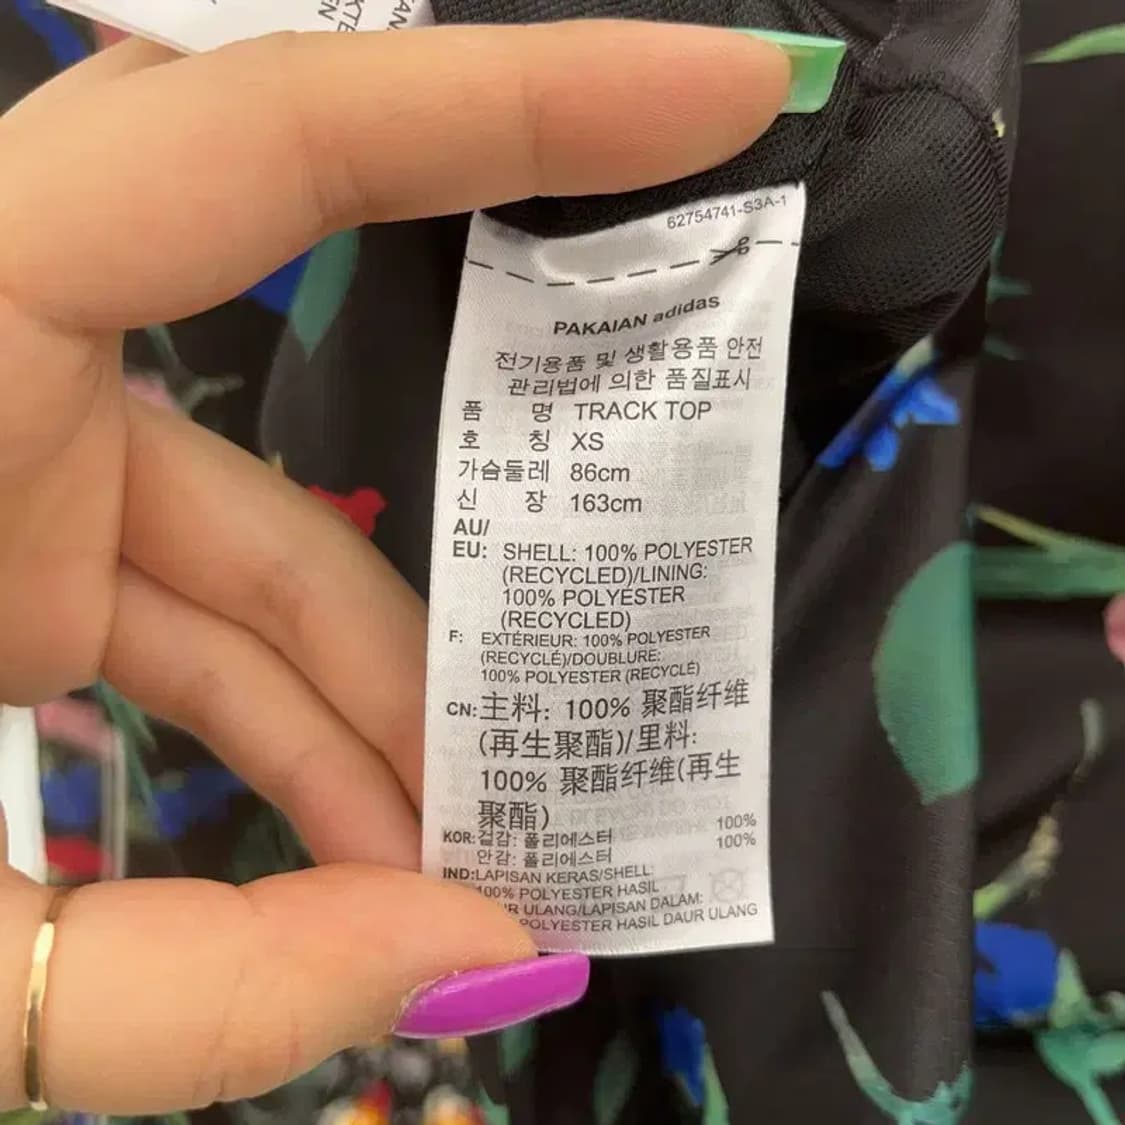 62754741-S3A-1
PAKAIAN adidas
전기용품 및 생활용품 안전
관리법에 의한 품질표시
품 명 TRACK TOP
호 칭 XS
가슴둘레 86cm
신 장 163cm
AU/
EU: SHELL: 100% POLYESTER
(RECYCLED)/LINING:
100% POLYESTER
(RECYCLED)
F: EXTÉRIEUR: 100% POLYESTER
(RECYCLÉ)/DOUBLURE:
100% POLYESTER (RECYCLÉ)
CN: 主料: 100% 聚酯纤维
(再生聚酯)/里料:
100% 聚酯纤维(再生
聚酯)
KOR: 겉감: 폴리에스터 100%
안감: 폴리에스터 100%
IND: LAPISAN KERAS/SHELL:
100% POLYESTER HASIL
ULANG/LAPISAN DALAM:
POLYESTER HASIL DAUR ULANG